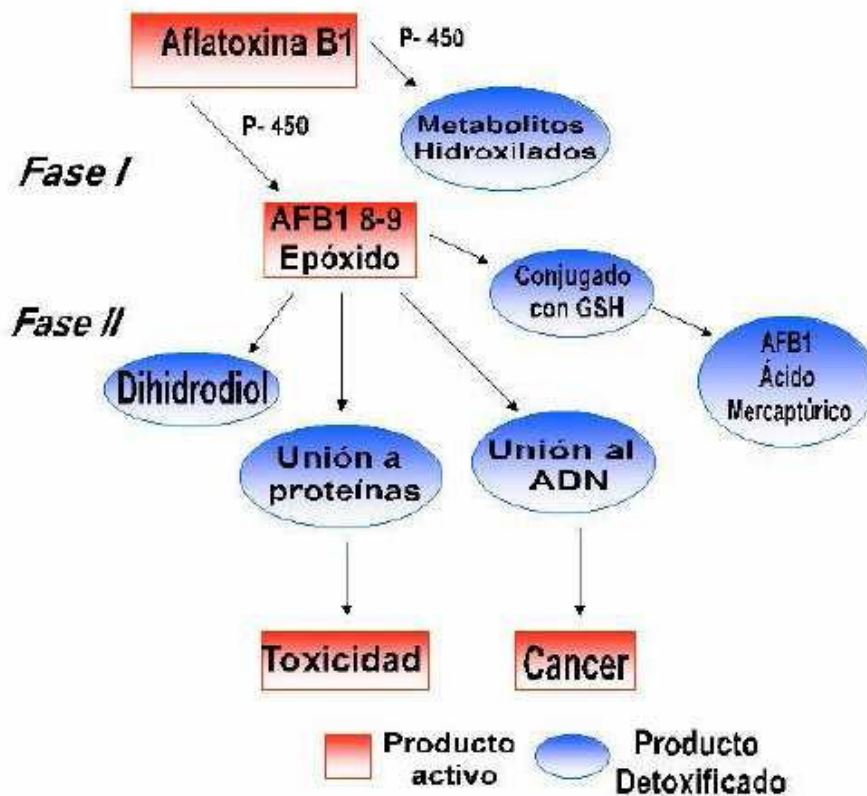 Aflatoxina B1
P- 450
P- 450
Metabolitos
Hidroxilados
Fase I
AFB1 8-9
Epóxido
Conjugado
con GSH
Fase II
AFB1
Ácido
Mercaptúrico
Dihidrodiol
Unión a
proteínas
Unión al
ADN
Toxicidad
Cancer
Producto
activo
Producto
Detoxificado